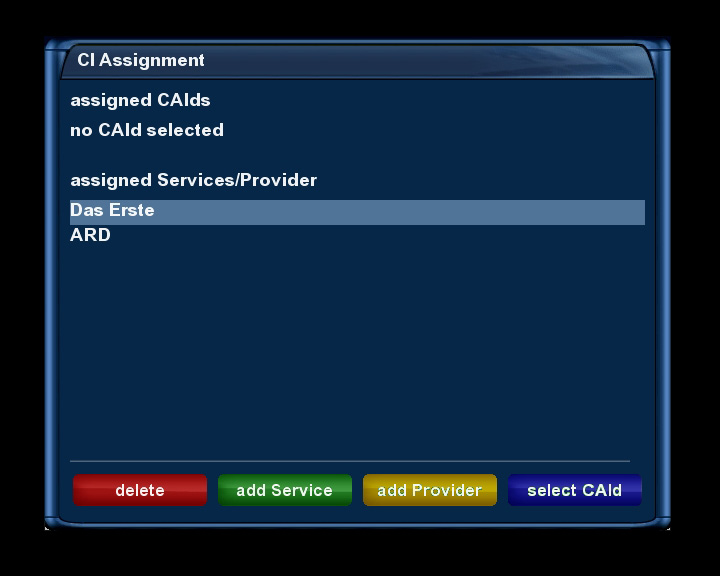 CI Assignment
assigned CAIds
no CAId selected
assigned Services/Provider
Das Erste
ARD
delete
add Service
add Provider
select CAId